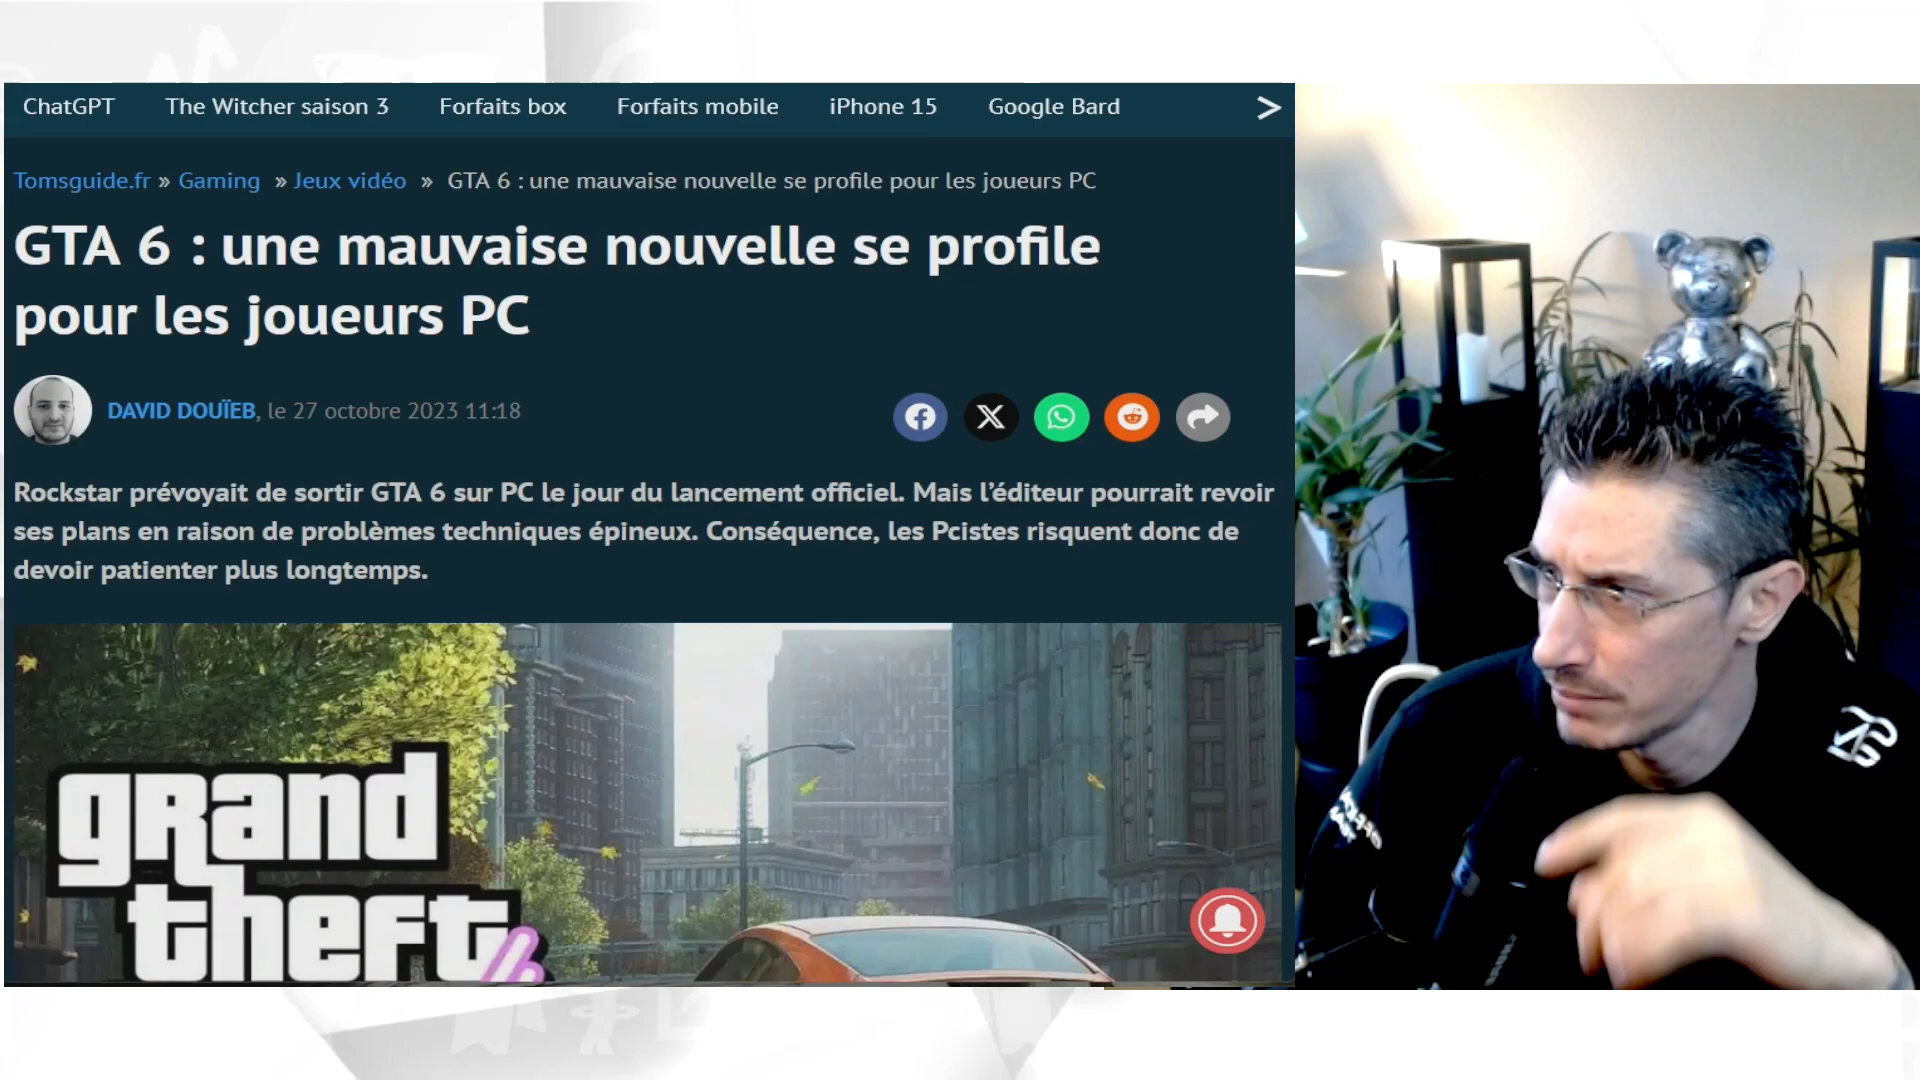 ChatGPT The Witcher saison 3 Forfaits box Forfaits mobile iPhone 15 Google Bard >
Tomsguide.fr » Gaming » Jeux vidéo » GTA 6 : une mauvaise nouvelle se profile pour les joueurs PC
GTA 6 : une mauvaise nouvelle se profile
pour les joueurs PC
DAVID DOUÏEB, le 27 octobre 2023 11:18
Rockstar prévoyait de sortir GTA 6 sur PC le jour du lancement officiel. Mais l’éditeur pourrait revoir
ses plans en raison de problèmes techniques épineux. Conséquence, les Pcistes risquent donc de
devoir patienter plus longtemps.
grand
theft